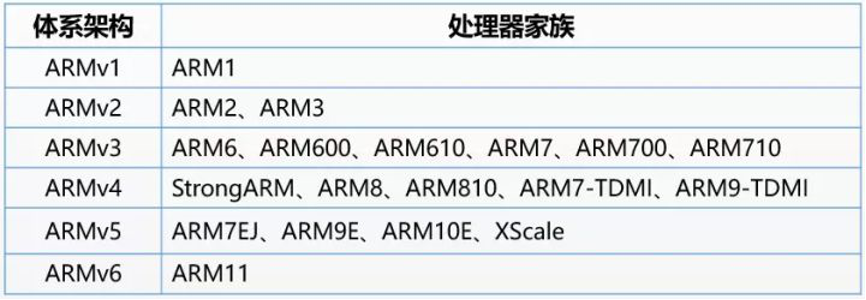 体系架构 处理器家族
ARMv1 ARM1
ARMv2 ARM2、ARM3
ARMv3 ARM6、ARM600、ARM610、ARM7、ARM700、ARM710
ARMv4 StrongARM、ARM8、ARM810、ARM7-TDMI、ARM9-TDMI
ARMv5 ARM7EJ、ARM9E、ARM10E、XScale
ARMv6 ARM11